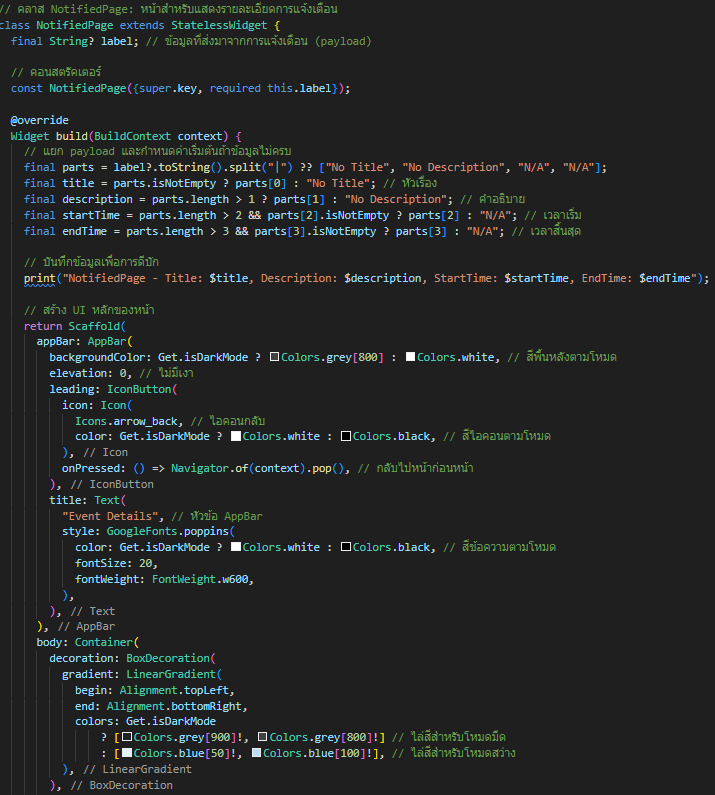 // คลาส NotifiedPage: หน้าสำหรับแสดงรายละเอียดการแจ้งเตือน
class NotifiedPage extends StatelessWidget {
  final String? label; // ข้อมูลที่ส่งมาจากการแจ้งเตือน (payload)

  // คอนสตรัคเตอร์
  const NotifiedPage({super.key, required this.label});

  @override
  Widget build(BuildContext context) {
    // แยก payload และกำหนดค่าเริ่มต้นถ้าข้อมูลไม่ครบ
    final parts = label?.toString().split("|") ?? ["No Title", "No Description", "N/A", "N/A"];
    final title = parts.isNotEmpty ? parts[0] : "No Title"; // หัวเรื่อง
    final description = parts.length > 1 ? parts[1] : "No Description"; // คำอธิบาย
    final startTime = parts.length > 2 && parts[2].isNotEmpty ? parts[2] : "N/A"; // เวลาเริ่ม
    final endTime = parts.length > 3 && parts[3].isNotEmpty ? parts[3] : "N/A"; // เวลาสิ้นสุด

    // บันทึกข้อมูลเพื่อการดีบัก
    print("NotifiedPage - Title: $title, Description: $description, StartTime: $startTime, EndTime: $endTime");

    // สร้าง UI หลักของหน้า
    return Scaffold(
      appBar: AppBar(
        backgroundColor: Get.isDarkMode ? Colors.grey[800] : Colors.white, // สีพื้นหลังตามโหมด
        elevation: 0, // ไม่มีเงา
        leading: IconButton(
          icon: Icon(
            Icons.arrow_back, // ไอคอนกลับ
            color: Get.isDarkMode ? Colors.white : Colors.black, // สีไอคอนตามโหมด
          ), // Icon
          onPressed: () => Navigator.of(context).pop(), // กลับไปหน้าก่อนหน้า
        ), // IconButton
        title: Text(
          "Event Details", // หัวข้อ AppBar
          style: GoogleFonts.poppins(
            color: Get.isDarkMode ? Colors.white : Colors.black, // สีข้อความตามโหมด
            fontSize: 20,
            fontWeight: FontWeight.w600,
          ),
        ), // Text
      ), // AppBar
      body: Container(
        decoration: BoxDecoration(
          gradient: LinearGradient(
            begin: Alignment.topLeft,
            end: Alignment.bottomRight,
            colors: Get.isDarkMode
                ? [Colors.grey[900]!, Colors.grey[800]!] // ไล่สีสำหรับโหมดมืด
                : [Colors.blue[50]!, Colors.blue[100]!], // ไล่สีสำหรับโหมดสว่าง
          ), // LinearGradient
        ), // BoxDecoration